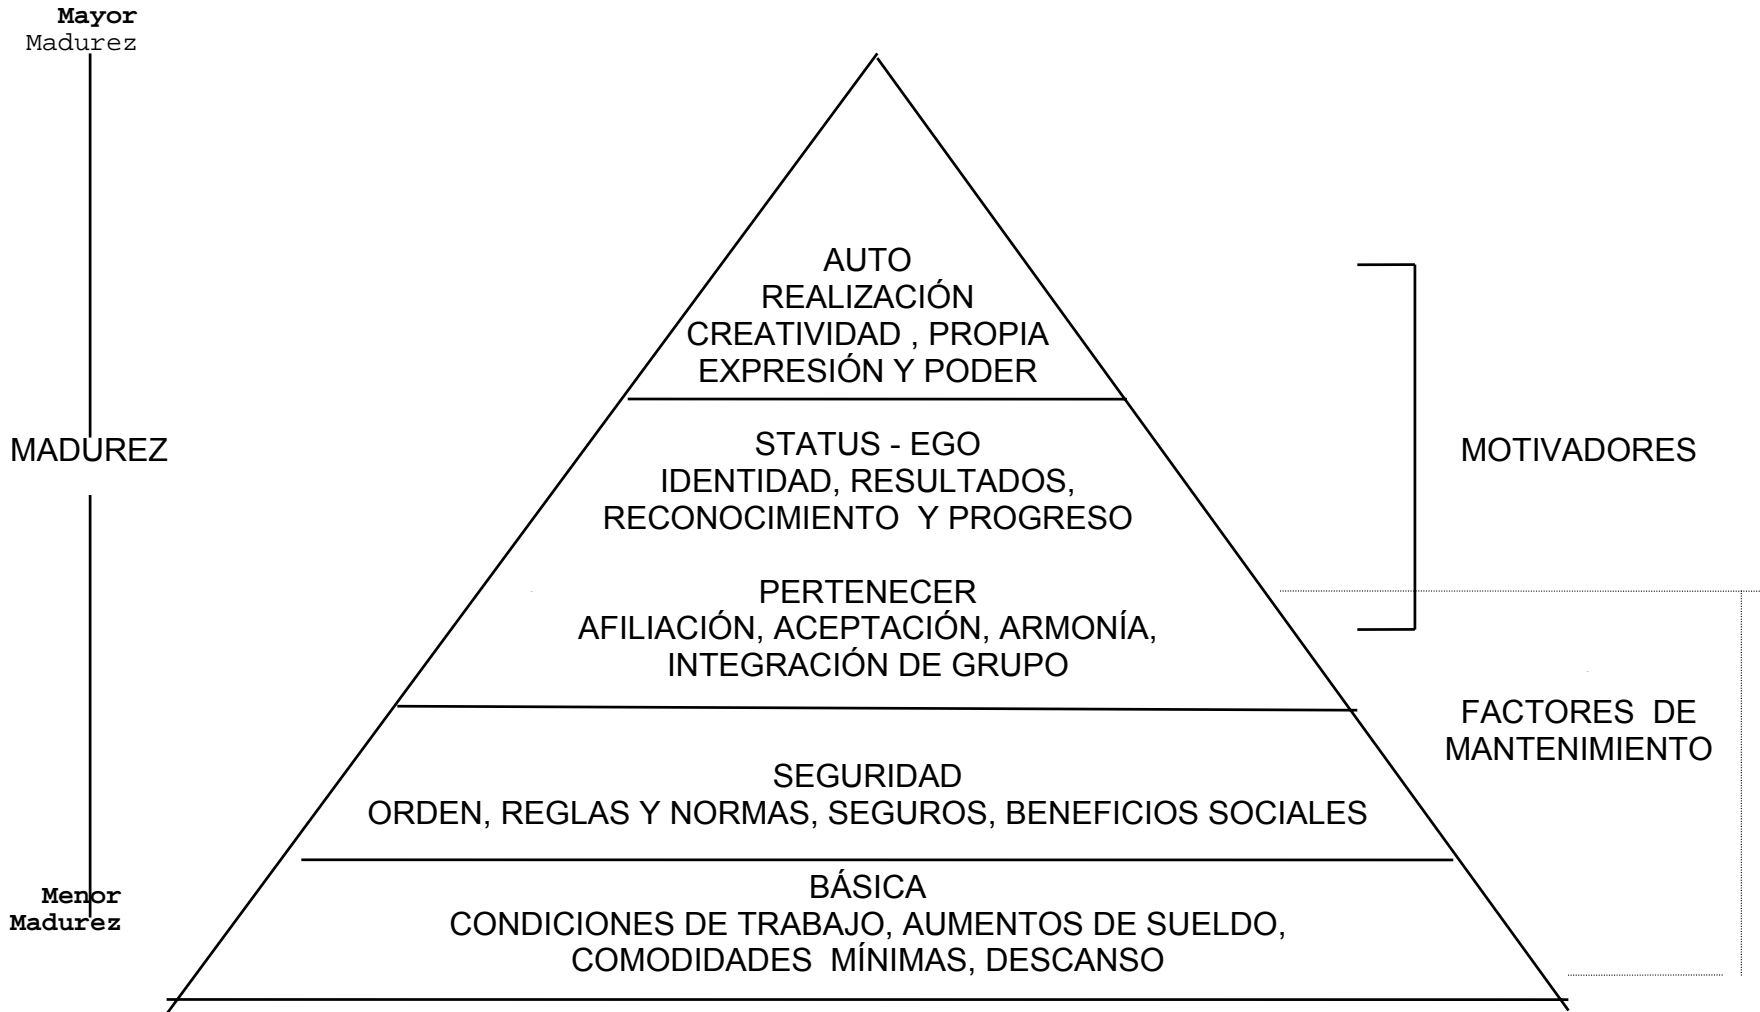 Mayor
Madurez
AUTO
REALIZACIÓN
CREATIVIDAD , PROPIA
EXPRESIÓN Y PODER
MADUREZ
STATUS - EGO
IDENTIDAD, RESULTADOS,
RECONOCIMIENTO  Y PROGRESO
MOTIVADORES
PERTENECER
AFILIACIÓN, ACEPTACIÓN, ARMONÍA,
INTEGRACIÓN DE GRUPO
FACTORES  DE
MANTENIMIENTO
SEGURIDAD
ORDEN, REGLAS Y NORMAS, SEGUROS, BENEFICIOS SOCIALES
Menor
Madurez
BÁSICA
CONDICIONES DE TRABAJO, AUMENTOS DE SUELDO,
COMODIDADES  MÍNIMAS, DESCANSO